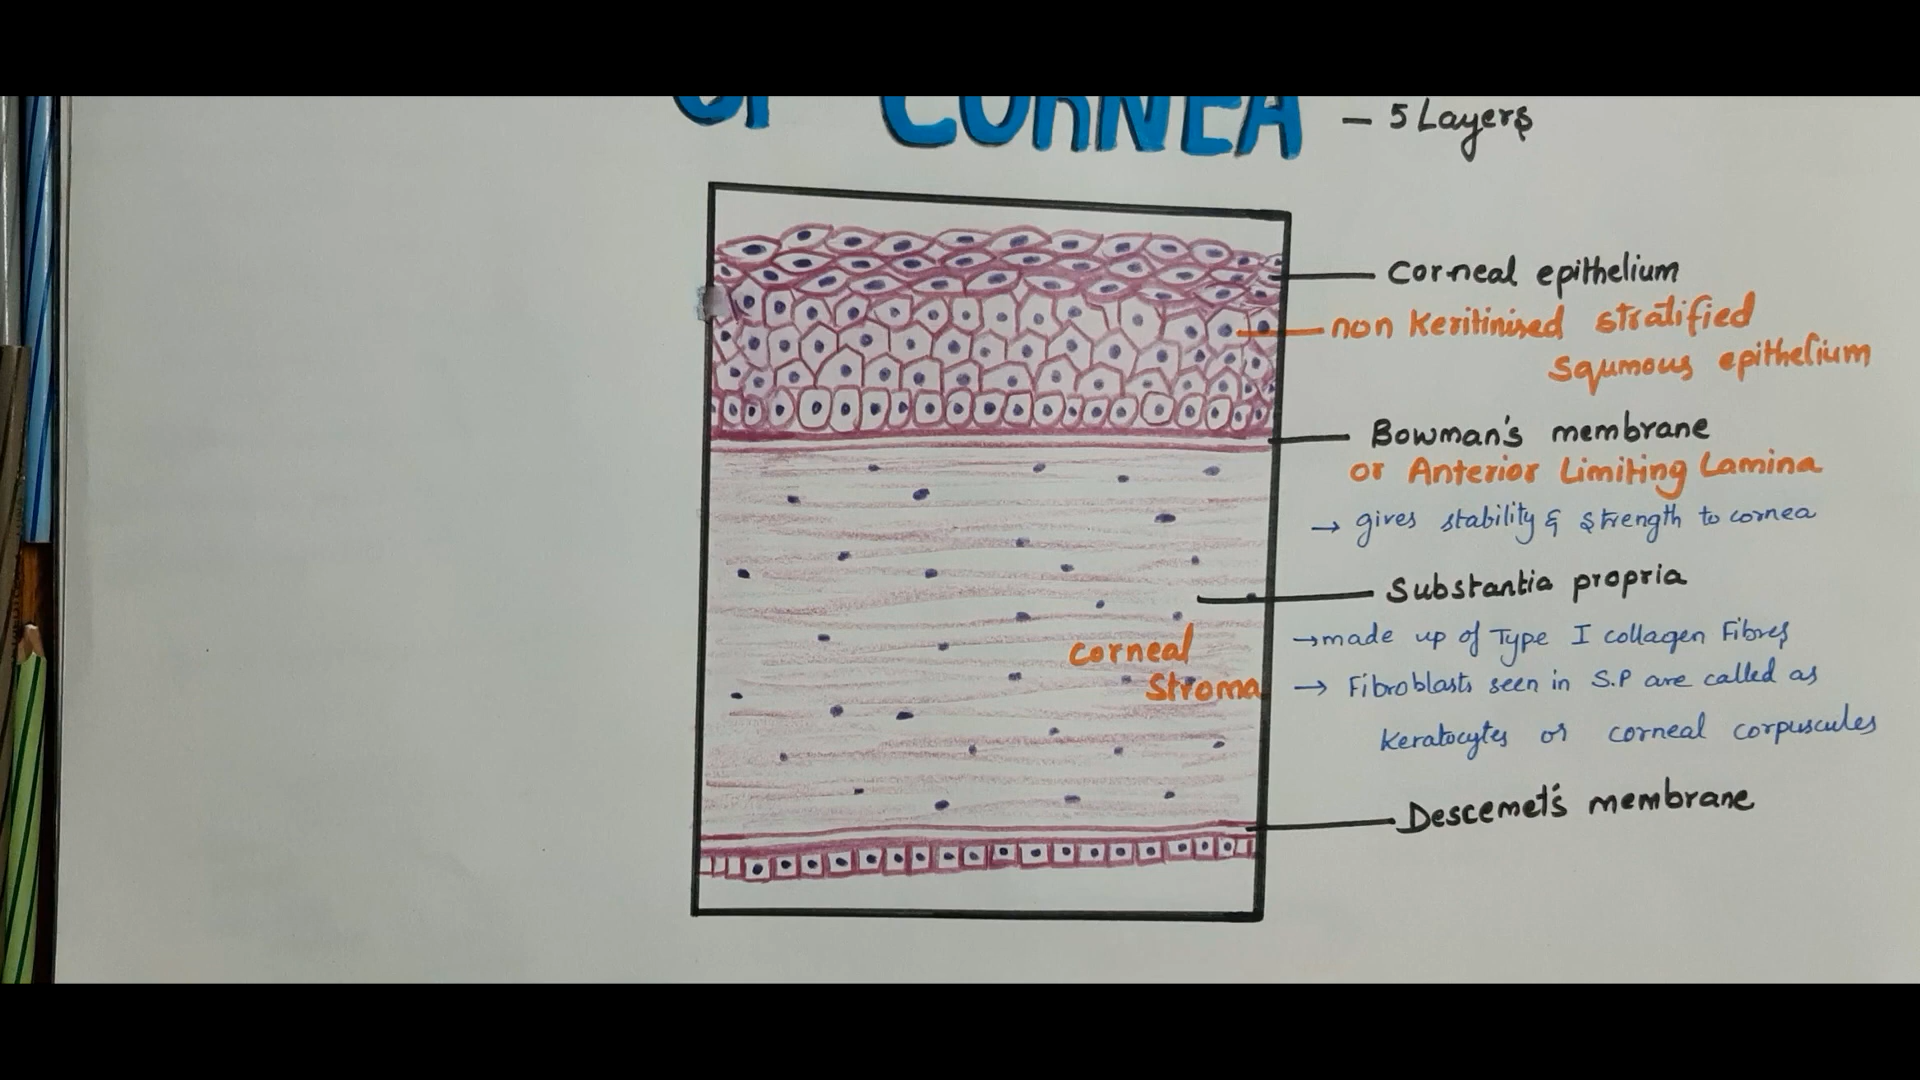 OF CORNEA - 5 Layers
Corneal epithelium
non Keritinised stratified
squmous epithelium
Bowman's membrane
or Anterior Limiting Lamina
→ gives stability & strength to cornea
Substantia propria
→ made up of Type I collagen Fibres
corneal
stroma
→ Fibroblasts seen in S.P are called as
keratocytes or corneal corpuscules
Descemet's membrane